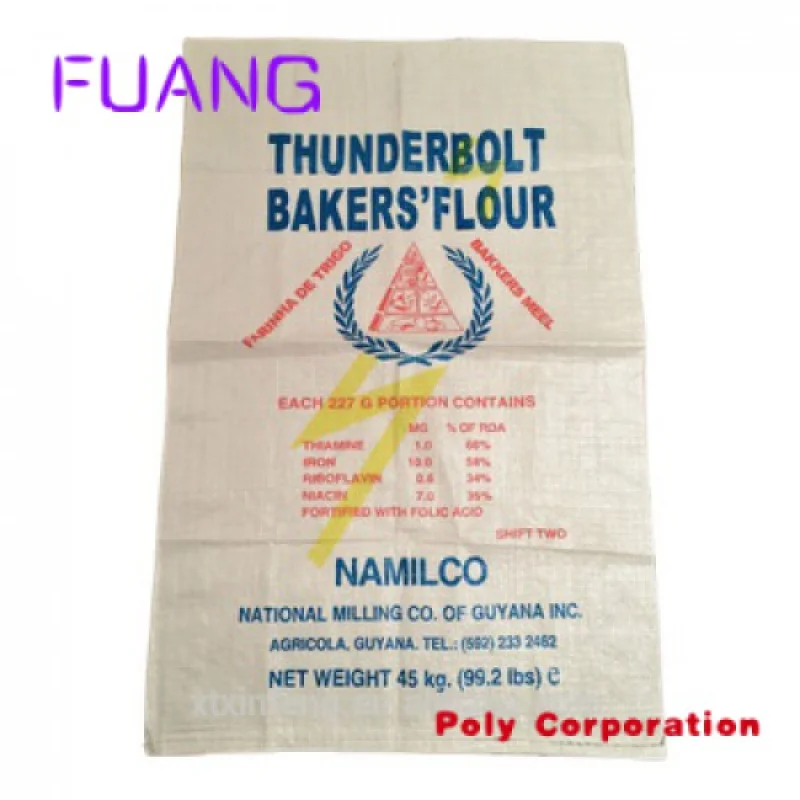 FUANG
THUNDERBOLT
BAKERS'FLOUR
FARINHA DE TRIGO
BAKKERS MEEL
EACH 227 G PORTION CONTAINS
MG % OF RDA
THIAMINE 1.0 66%
IRON 10.0 58%
RIBOFLAVIN 0.6 34%
NIACIN 7.0 35%
FORTIFIED WITH FOLIC ACID
SHIFT TWO
NAMILCO
NATIONAL MILLING CO. OF GUYANA INC.
AGRICOLA, GUYANA. TEL.: (592) 233 2462
NET WEIGHT 45 kg. (99.2 lbs) e
Poly Corporation